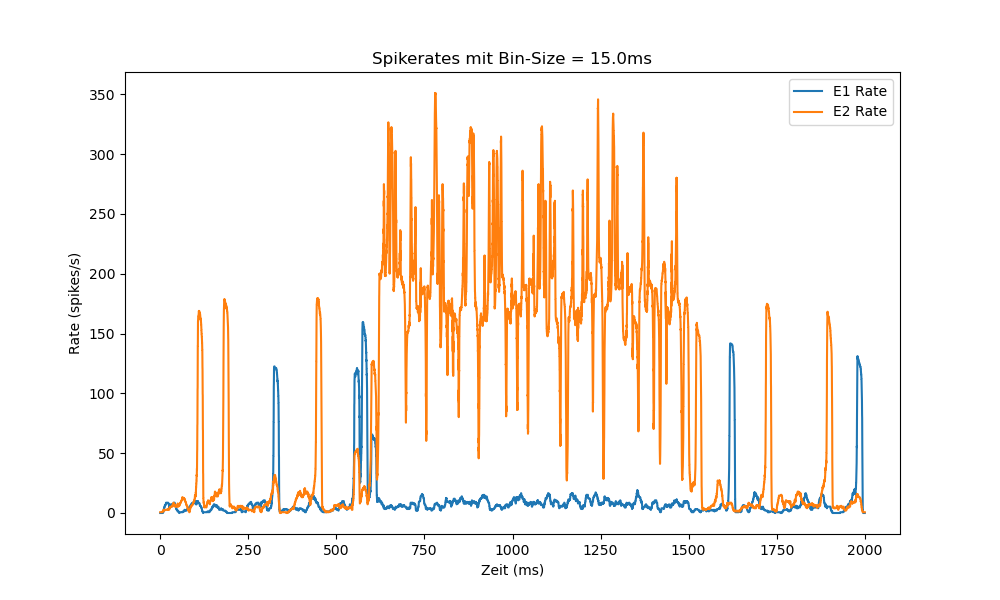 Spikerates mit Bin-Size = 15.0ms
E1 Rate
E2 Rate
350
300
250
200
150
100
50
0
Rate (spikes/s)
0 250 500 750 1000 1250 1500 1750 2000
Zeit (ms)